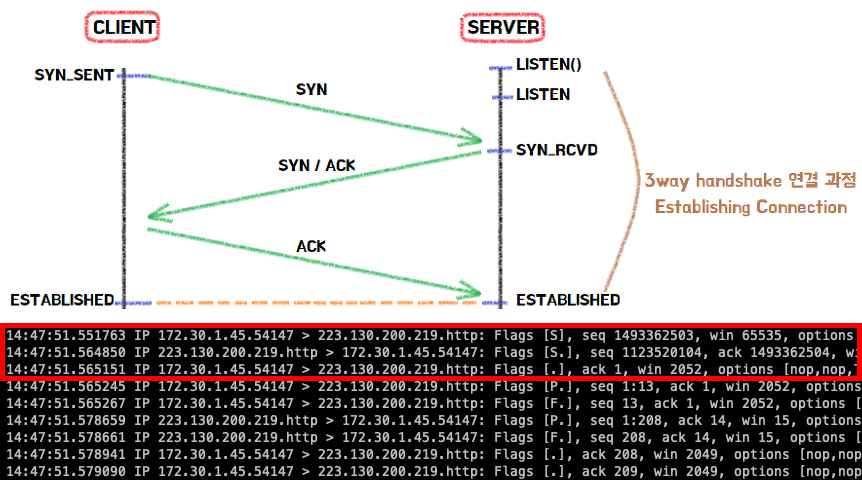 CLIENT
SERVER
SYN_SENT
LISTEN()
SYN
LISTEN
SYN_RCVD
SYN / ACK
3way handshake 연결 과정
Establishing Connection
ACK
ESTABLISHED
ESTABLISHED
14:47:51.551763 IP 172.30.1.45.54147 > 223.130.200.219.http: Flags [S], seq 1493362503, win 65535, options
14:47:51.564850 IP 223.130.200.219.http > 172.30.1.45.54147: Flags [S.], seq 1123520104, ack 1493362504, wi
14:47:51.565151 IP 172.30.1.45.54147 > 223.130.200.219.http: Flags [.], ack 1, win 2052, options [nop,nop,
14:47:51.565245 IP 172.30.1.45.54147 > 223.130.200.219.http: Flags [P.], seq 1:13, ack 1, win 2052, options
14:47:51.565267 IP 172.30.1.45.54147 > 223.130.200.219.http: Flags [F.], seq 13, ack 1, win 2052, options [
14:47:51.578659 IP 223.130.200.219.http > 172.30.1.45.54147: Flags [P.], seq 1:208, ack 14, win 15, options
14:47:51.578661 IP 223.130.200.219.http > 172.30.1.45.54147: Flags [F.], seq 208, ack 14, win 15, options [
14:47:51.578941 IP 172.30.1.45.54147 > 223.130.200.219.http: Flags [.], ack 208, win 2049, options [nop,nop
14:47:51.579090 IP 172.30.1.45.54147 > 223.130.200.219.http: Flags [.], ack 209, win 2049, options [nop,nop